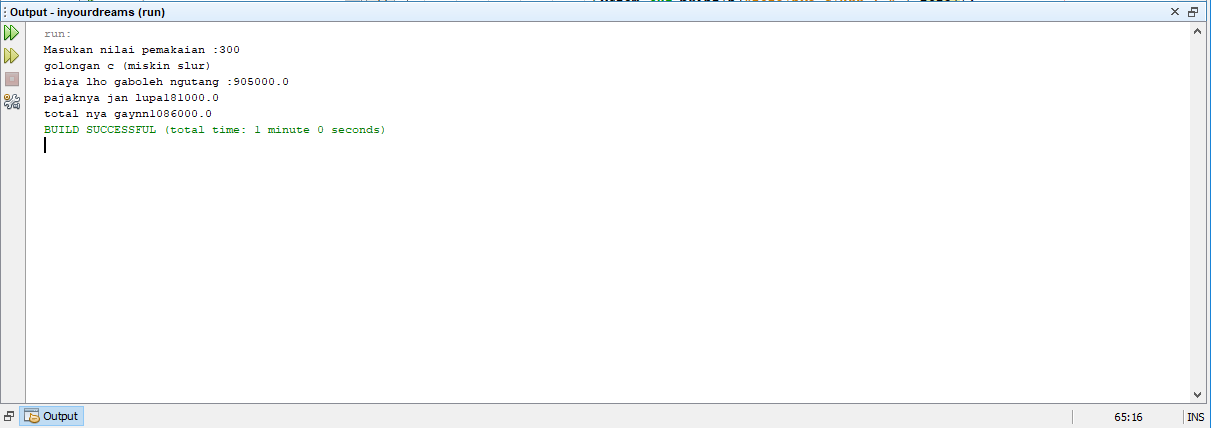 Output - inyourdreams (run)
run:
Masukan nilai pemakaian :300
golongan c (miskin slur)
biaya lho gaboleh ngutang :905000.0
pajaknya jan lupa181000.0
total nya gaynn1086000.0
BUILD SUCCESSFUL (total time: 1 minute 0 seconds)
Output
65:16
INS